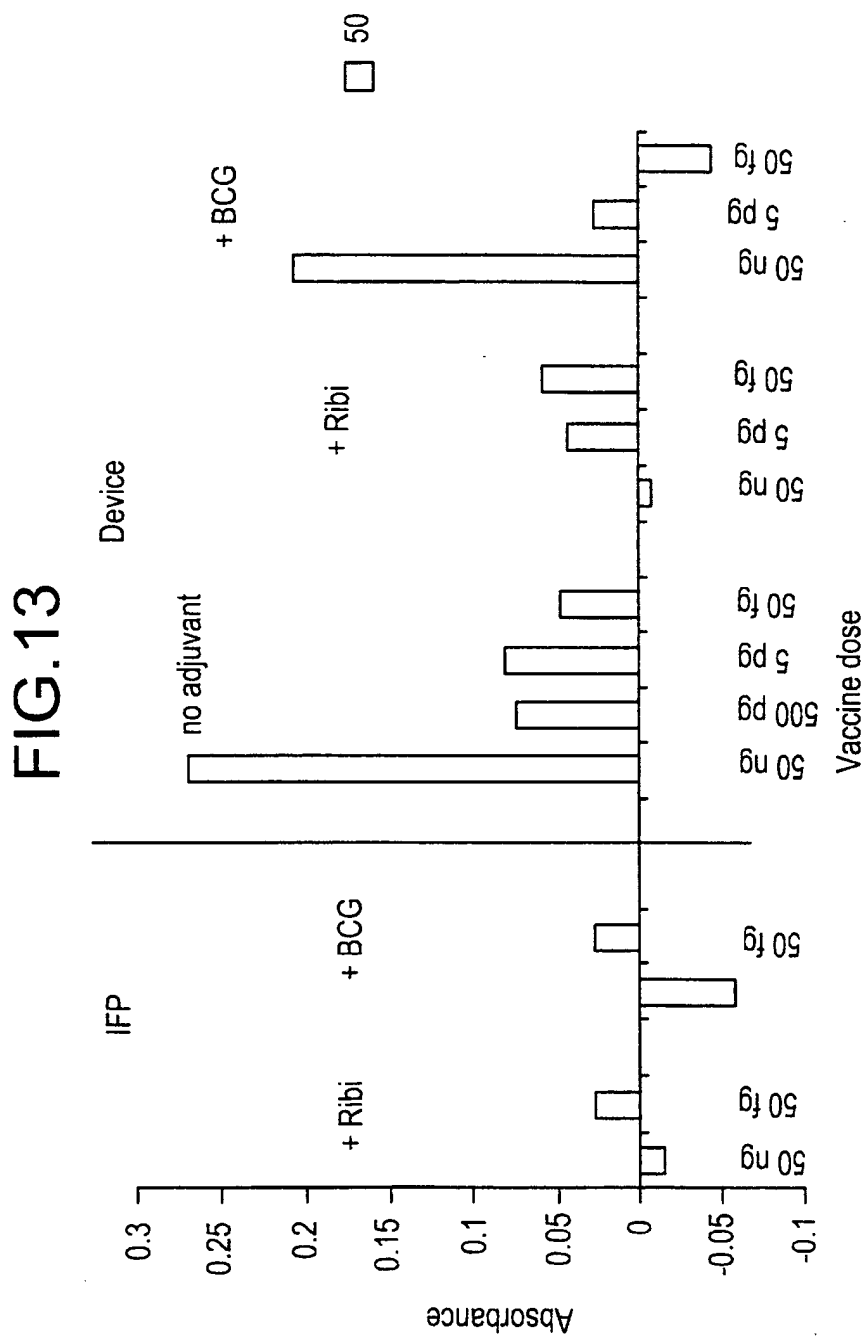 FIG.13
IFP
Device
+ Ribi
+ BCG
no adjuvant
+ Ribi
+ BCG
50
Absorbance
0.3
0.25
0.2
0.15
0.1
0.05
0
-0.05
-0.1
50 ng
50 fg
50 fg
50 ng
500 pg
5 pg
50 fg
50 ng
5 pg
50 fg
50 ng
5 pg
50 fg
Vaccine dose